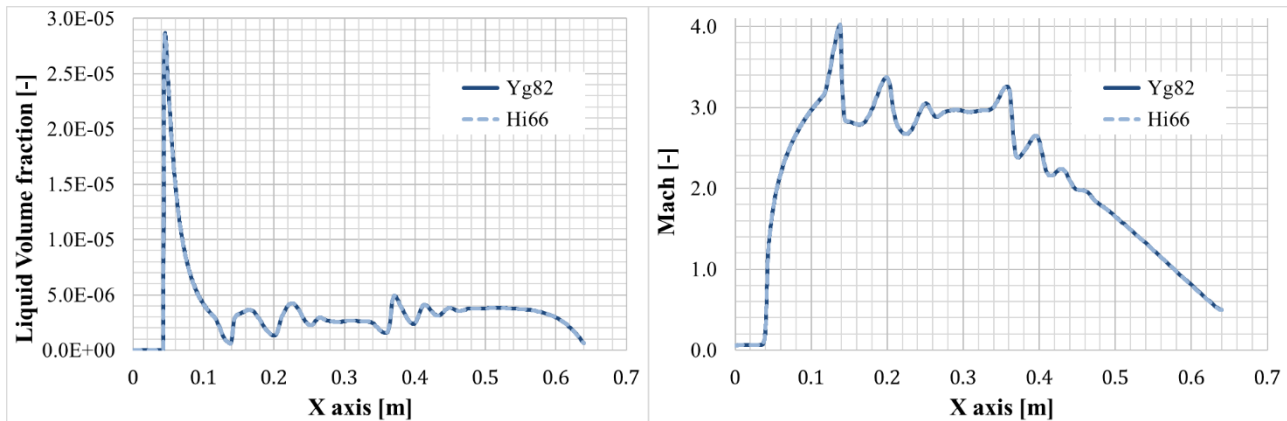 Liquid Volume fraction [-]
3.0E-05
2.5E-05
2.0E-05
1.5E-05
1.0E-05
5.0E-06
0.0E+00
Yg82
Hi66
0 0.1 0.2 0.3 0.4 0.5 0.6 0.7
X axis [m]
Mach [-]
4.0
3.0
2.0
1.0
0.0
Yg82
Hi66
0 0.1 0.2 0.3 0.4 0.5 0.6 0.7
X axis [m]